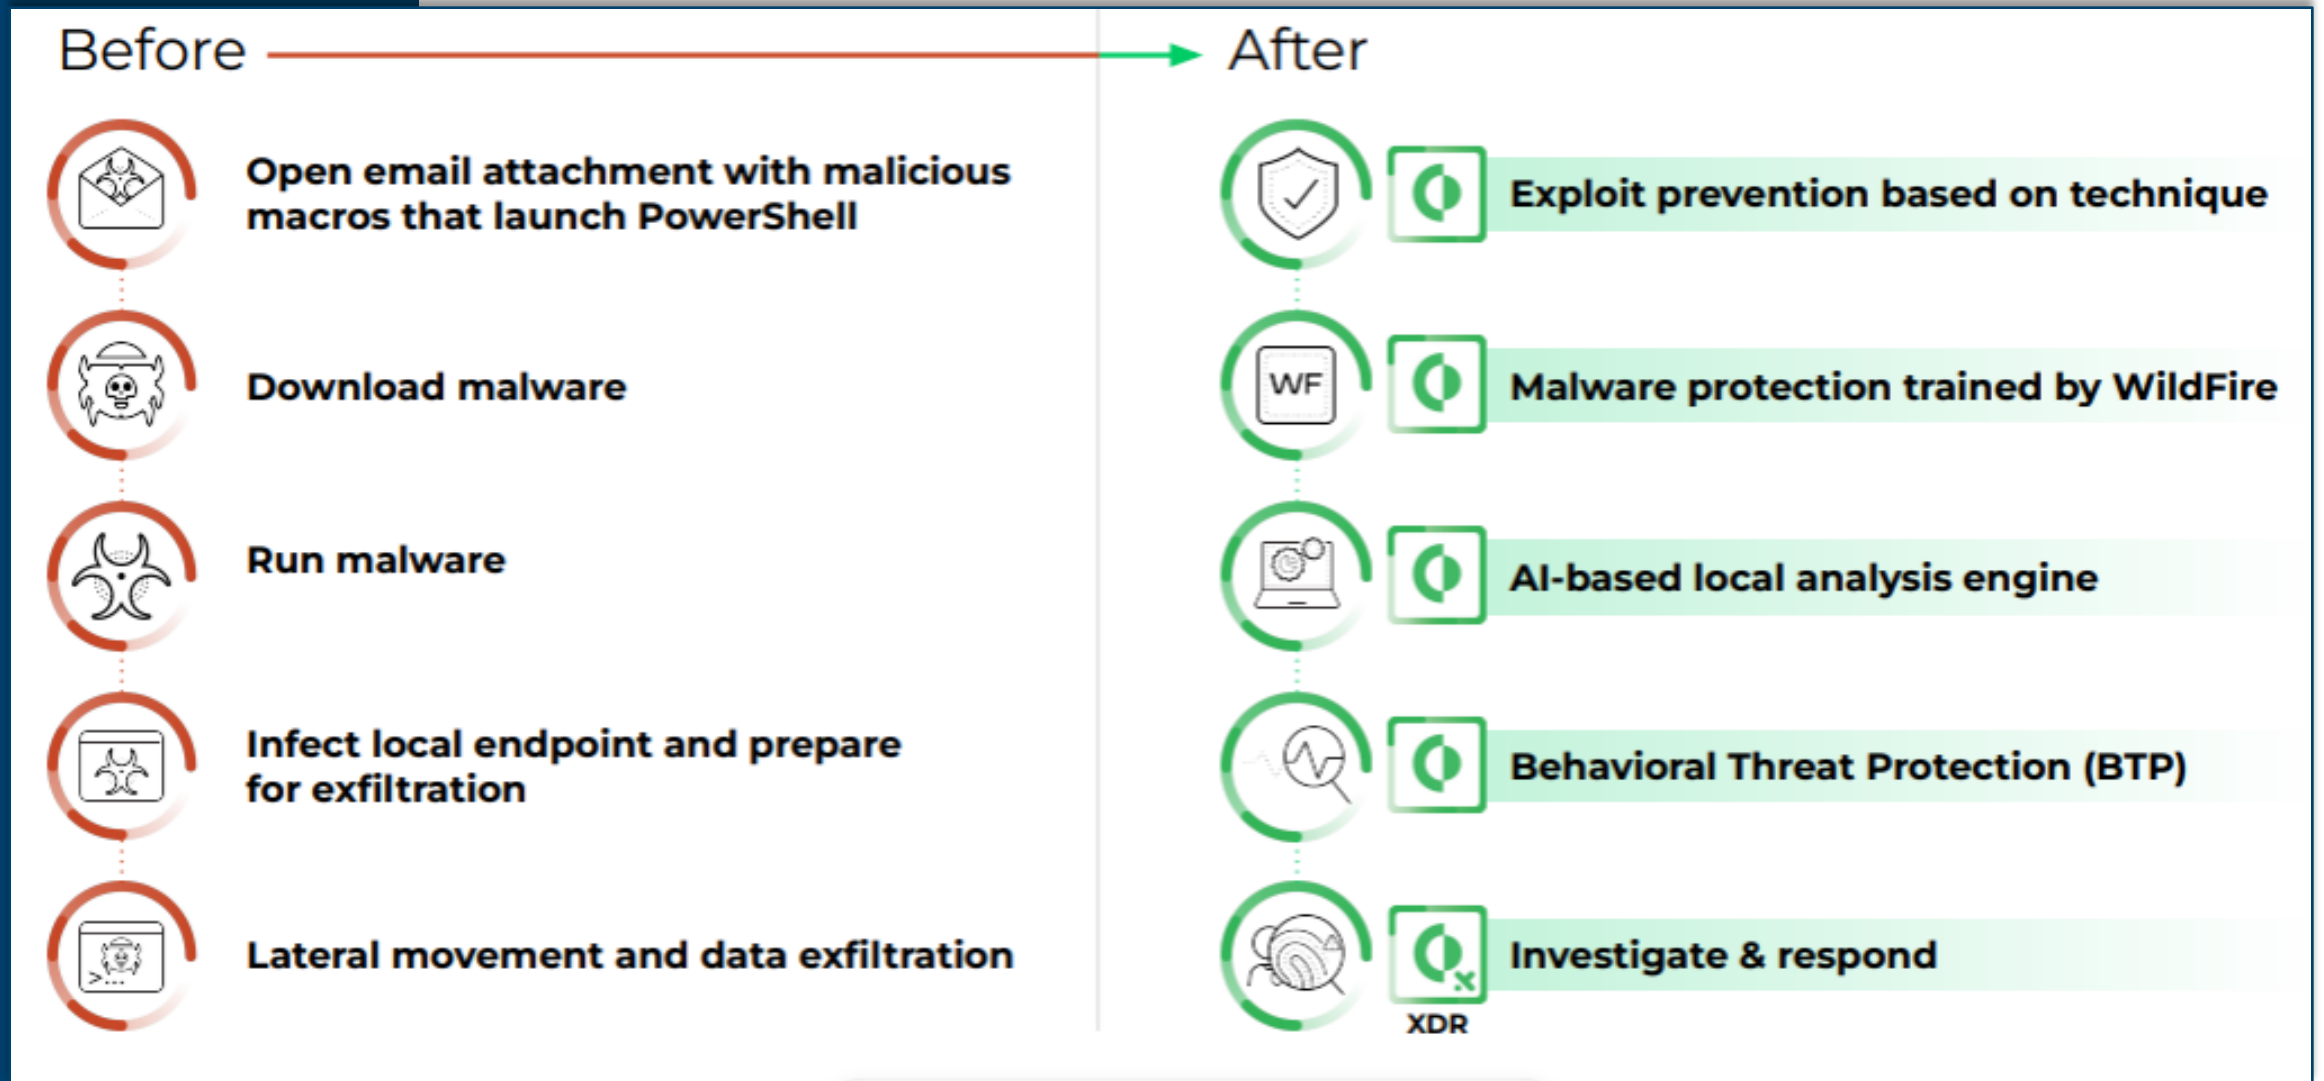 Before
After
Open email attachment with malicious
macros that launch PowerShell
Exploit prevention based on technique
Download malware
WF
Malware protection trained by WildFire
Run malware
AI-based local analysis engine
Infect local endpoint and prepare
for exfiltration
Behavioral Threat Protection (BTP)
>...
Lateral movement and data exfiltration
Investigate & respond
XDR